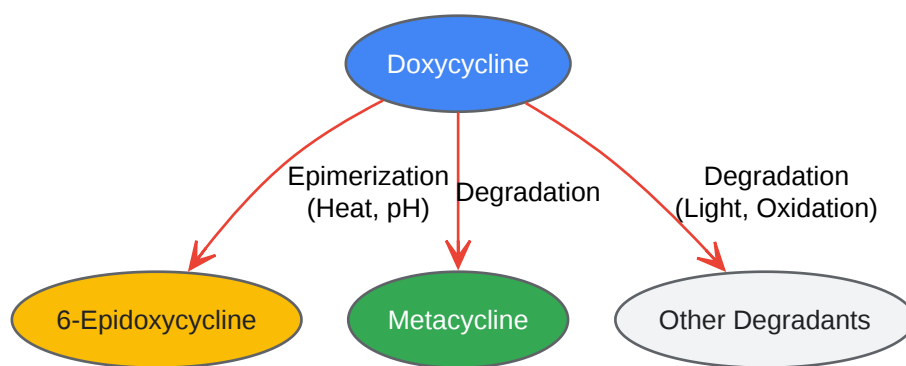 Doxycycline
Epimerization
(Heat, pH)
Degradation
Degradation
(Light, Oxidation)
6-Epidoxycycline
Metacycline
Other Degradants